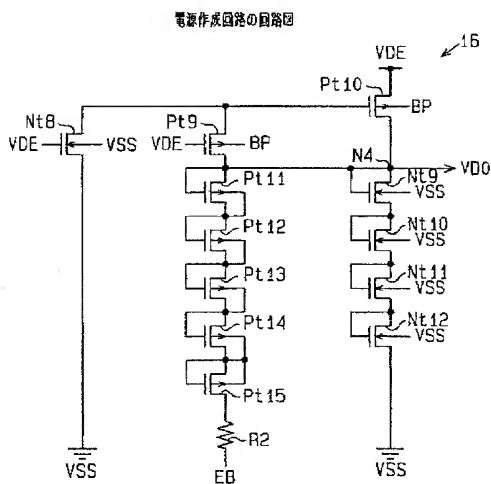 電源作成回路の回路図
VDE
16
Pt10
BP
Nt8
VDE
VSS
Pt9
VDE
BP
N4
VD0
Nt9
VSS
Pt11
Nt10
VSS
Pt12
Nt11
VSS
Pt13
Nt12
VSS
Pt14
Pt15
R2
VSS
EB
VSS